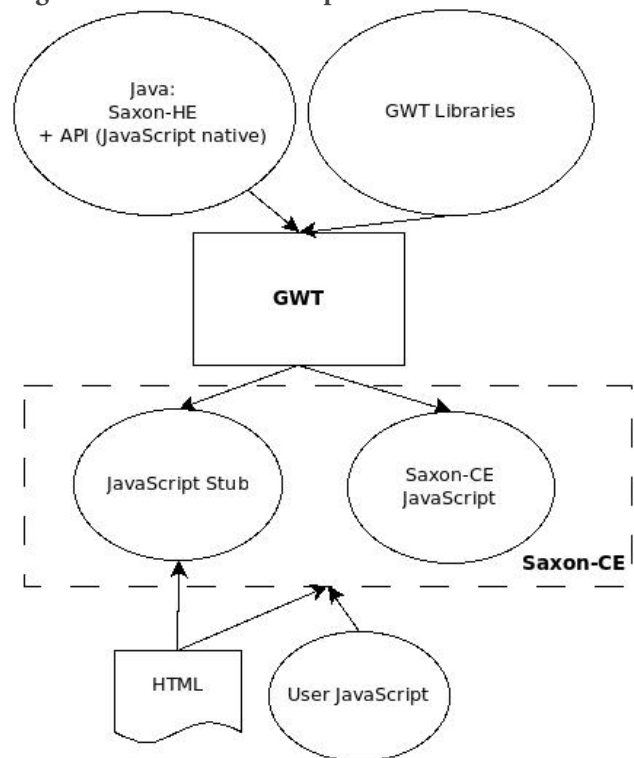 Java:
Saxon-HE
+ API (JavaScript native)
GWT Libraries
GWT
JavaScript Stub
Saxon-CE
JavaScript
Saxon-CE
HTML
User JavaScript